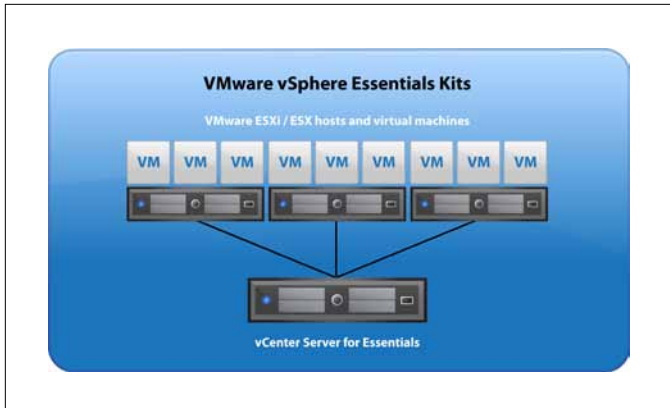 VMware vSphere Essentials Kits
VMware ESXi / ESX hosts and virtual machines
VM VM VM VM VM VM VM VM VM
vCenter Server for Essentials